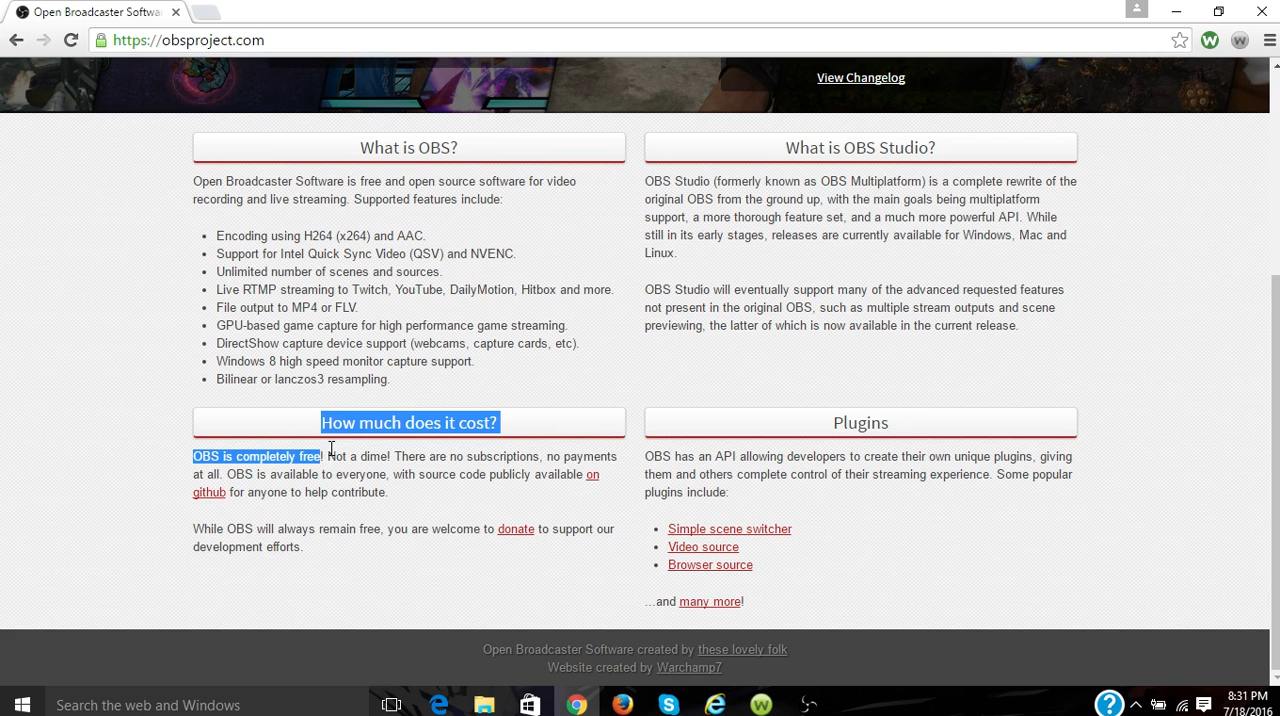 Open Broadcaster Softwa
https://obsproject.com
View Changelog
What is OBS?
Open Broadcaster Software is free and open source software for video
recording and live streaming. Supported features include:
Encoding using H264 (x264) and AAC.
Support for Intel Quick Sync Video (QSV) and NVENC.
Unlimited number of scenes and sources.
Live RTMP streaming to Twitch, YouTube, DailyMotion, Hitbox and more.
File output to MP4 or FLV.
GPU-based game capture for high performance game streaming.
DirectShow capture device support (webcams, capture cards, etc).
Windows 8 high speed monitor capture support.
Bilinear or lanczos3 resampling.
What is OBS Studio?
OBS Studio (formerly known as OBS Multiplatform) is a complete rewrite of the
original OBS from the ground up, with the main goals being multiplatform
support, a more thorough feature set, and a much more powerful API. While
still in its early stages, releases are currently available for Windows, Mac and
Linux.
OBS Studio will eventually support many of the advanced requested features
not present in the original OBS, such as multiple stream outputs and scene
previewing, the latter of which is now available in the current release.
How much does it cost?
OBS is completely free! Not a dime! There are no subscriptions, no payments
at all. OBS is available to everyone, with source code publicly available on
github for anyone to help contribute.
While OBS will always remain free, you are welcome to donate to support our
development efforts.
Plugins
OBS has an API allowing developers to create their own unique plugins, giving
them and others complete control of their streaming experience. Some popular
plugins include:
Simple scene switcher
Video source
Browser source
...and many more!
Open Broadcaster Software created by these lovely folk
Website created by Warchamp7
Search the web and Windows
8:31 PM
7/18/2016